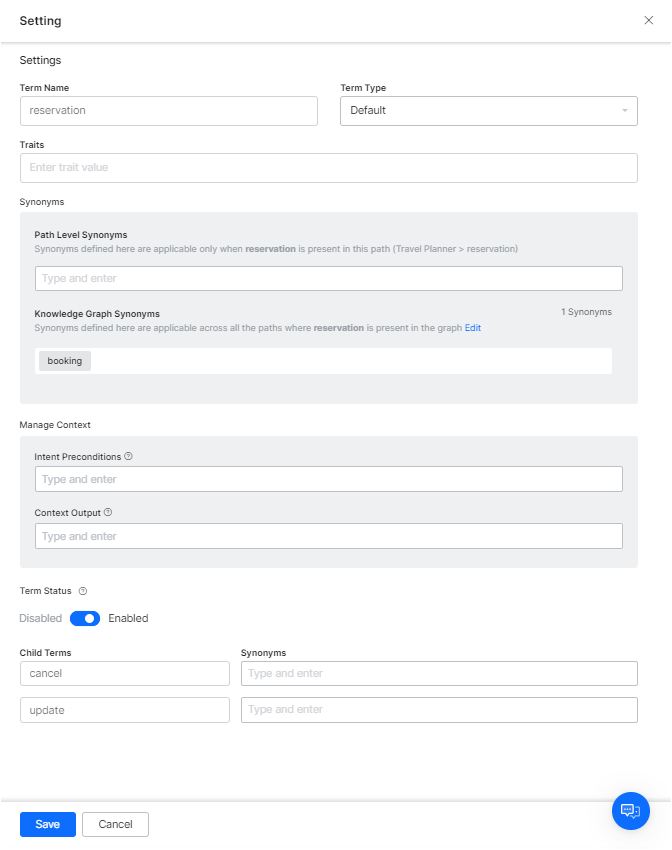 Setting
Settings
Term Name
Term Type
reservation
Default
Traits
Enter trait value
Synonyms
Path Level Synonyms
Synonyms defined here are applicable only when reservation is present in this path (Travel Planner > reservation)
Type and enter
Knowledge Graph Synonyms
1 Synonyms
Synonyms defined here are applicable across all the paths where reservation is present in the graph Edit
booking
Manage Context
Intent Preconditions ?
Type and enter
Context Output ?
Type and enter
Term Status ?
Disabled Enabled
Child Terms Synonyms
cancel Type and enter
update Type and enter
Save Cancel